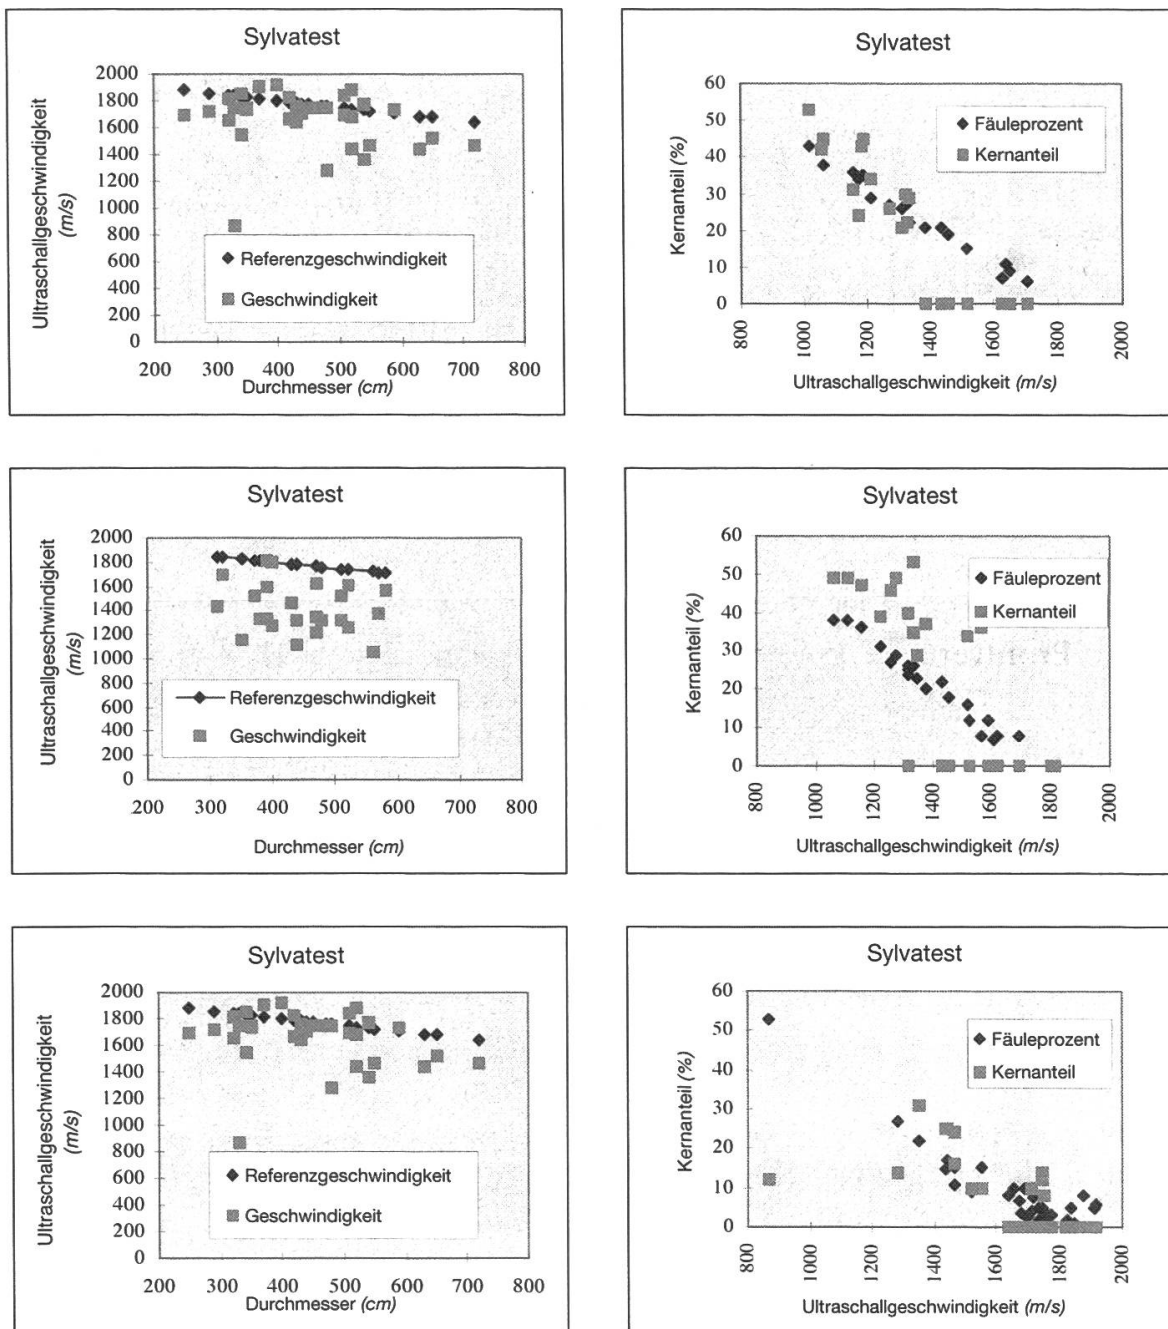 Sylvatest
Ultraschallgeschwindigkeit
(m/s)
2000
1800
1600
1400
1200
1000
800
600
400
200
0
Referenzgeschwindigkeit
Geschwindigkeit
200 300 400 500 600 700 800
Durchmesser (cm)
Sylvatest
Kernanteil (%)
60
50
40
30
20
10
0
Fäuleprozent
Kernanteil
800 1000 1200 1400 1600 1800 2000
Ultraschallgeschwindigkeit (m/s)
Sylvatest
Ultraschallgeschwindigkeit
(m/s)
2000
1800
1600
1400
1200
1000
800
600
400
200
0
Referenzgeschwindigkeit
Geschwindigkeit
200 300 400 500 600 700 800
Durchmesser (cm)
Sylvatest
Kernanteil (%)
60
50
40
30
20
10
0
Fäuleprozent
Kernanteil
800 1000 1200 1400 1600 1800 2000
Ultraschallgeschwindigkeit (m/s)
Sylvatest
Ultraschallgeschwindigkeit
(m/s)
2000
1800
1600
1400
1200
1000
800
600
400
200
0
Referenzgeschwindigkeit
Geschwindigkeit
200 300 400 500 600 700 800
Durchmesser (cm)
Sylvatest
Kernanteil (%)
60
50
40
30
20
10
0
Fäuleprozent
Kernanteil
800 1000 1200 1400 1600 1800 2000
Ultraschallgeschwindigkeit (m/s)